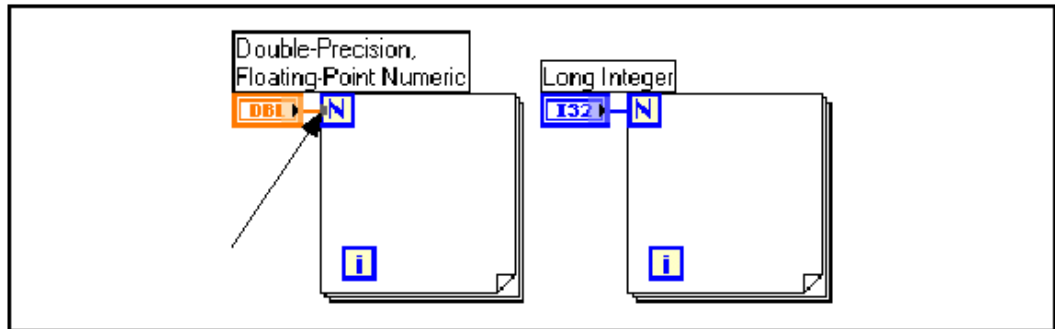 Double-Precision,
Floating-Point Numeric
Long Integer
DBL
N
I32
N
i
i